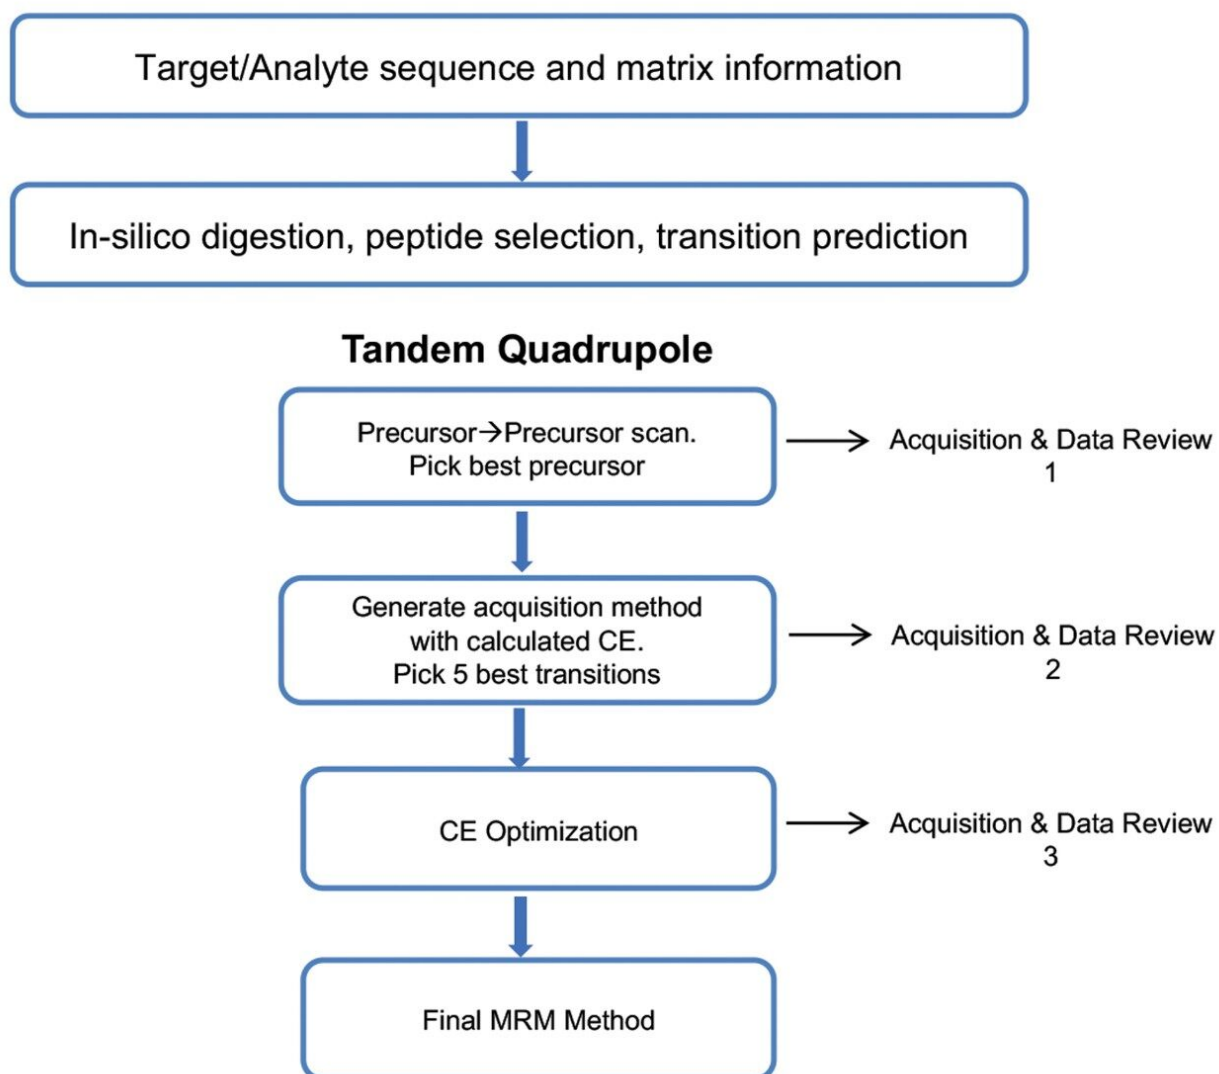 Target/Analyte sequence and matrix information
In-silico digestion, peptide selection, transition prediction
Tandem Quadrupole
Precursor→Precursor scan.
Pick best precursor
Acquisition & Data Review
1
Generate acquisition method
with calculated CE.
Pick 5 best transitions
Acquisition & Data Review
2
CE Optimization
Acquisition & Data Review
3
Final MRM Method